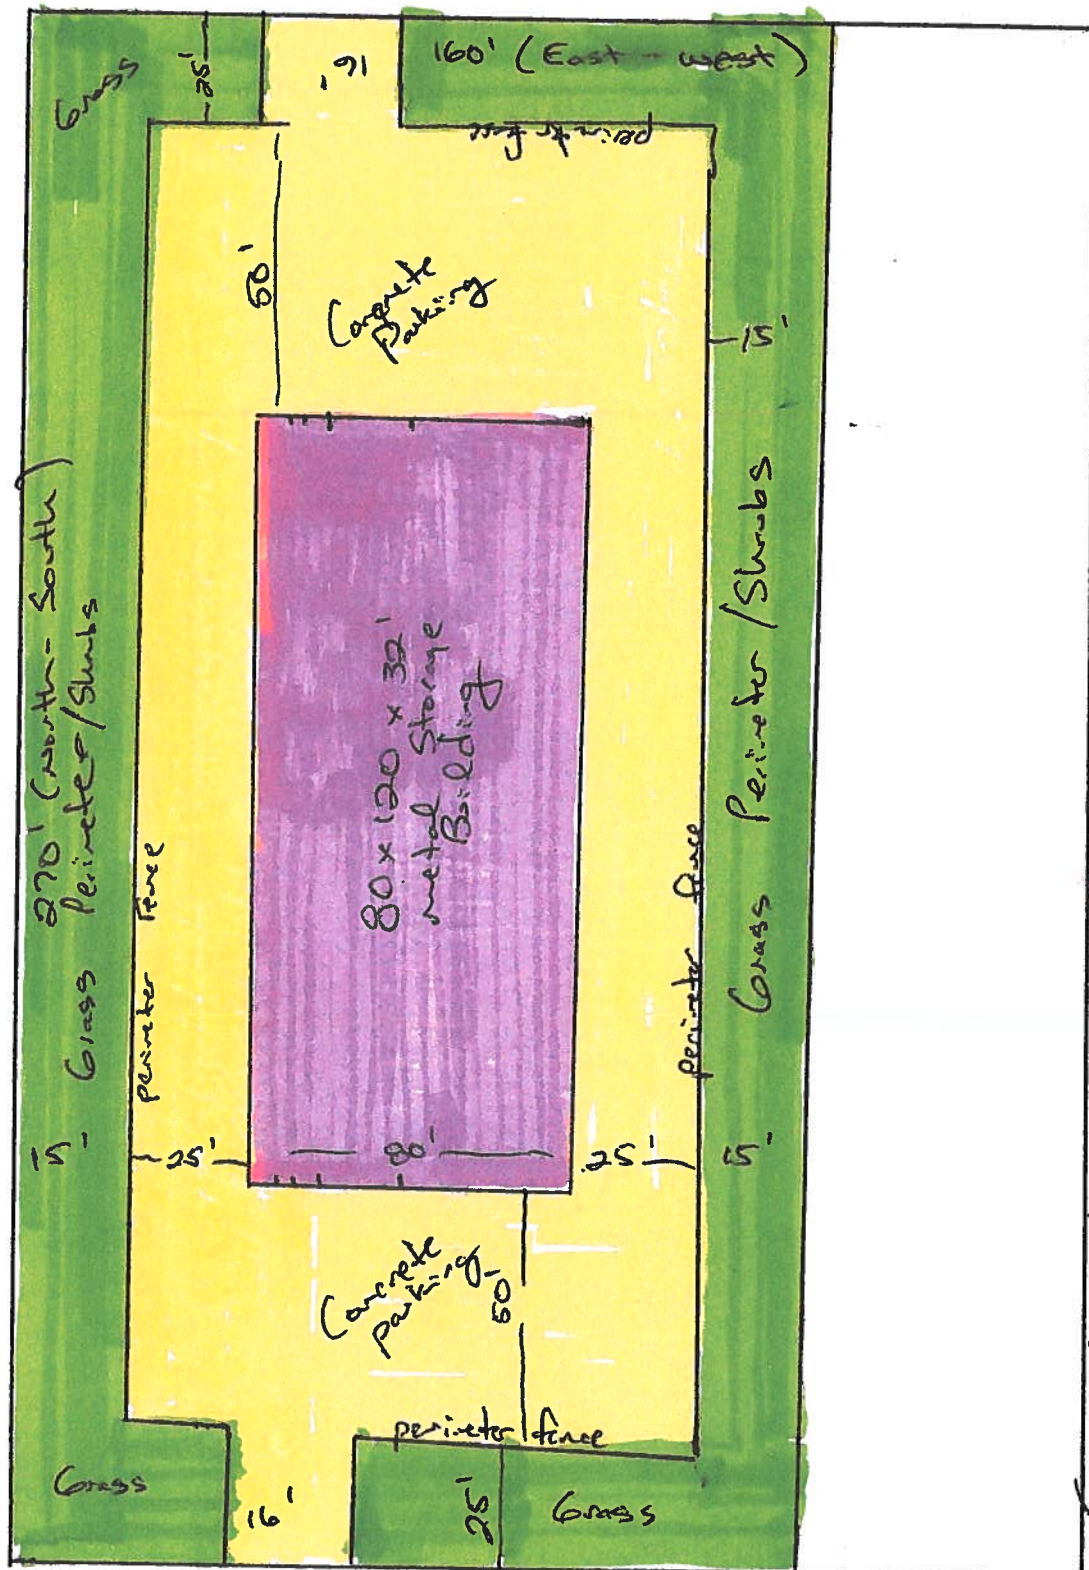 Grass
25'
16'
160' (East - west)
perimeter fence
50'
Concrete
Parking
15'
270' (North - South)
Grass Perimeter/Shrubs
perimeter fence
80 x 120 x 32'
metal Storage
Building
Grass Perimeter/Shrubs
perimeter fence
15'
25'
80'
25'
15'
Concrete
parking
50'
perimeter fence
Grass
16'
25'
Grass